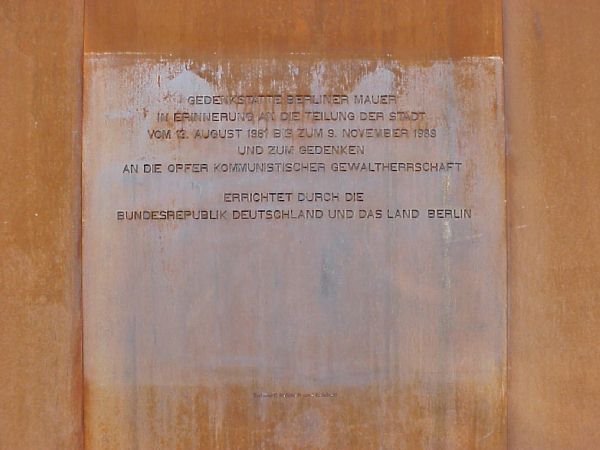 GEDENKSTÄTTE BERLINER MAUER
IN ERINNERUNG AN DIE TEILUNG DER STADT
VOM 13. AUGUST 1961 BIS ZUM 9. NOVEMBER 1989
UND ZUM GEDENKEN
AN DIE OPFER KOMMUNISTISCHER GEWALTHERRSCHAFT
ERRICHTET DURCH DIE
BUNDESREPUBLIK DEUTSCHLAND UND DAS LAND BERLIN